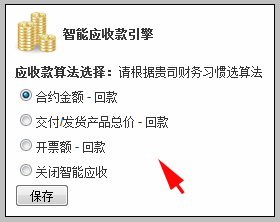 智能应收款引擎
应收款算法选择：请根据贵司财务习惯选算法
合约金额 - 回款
交付/发货产品总价 - 回款
开票额 - 回款
关闭智能应收
保存